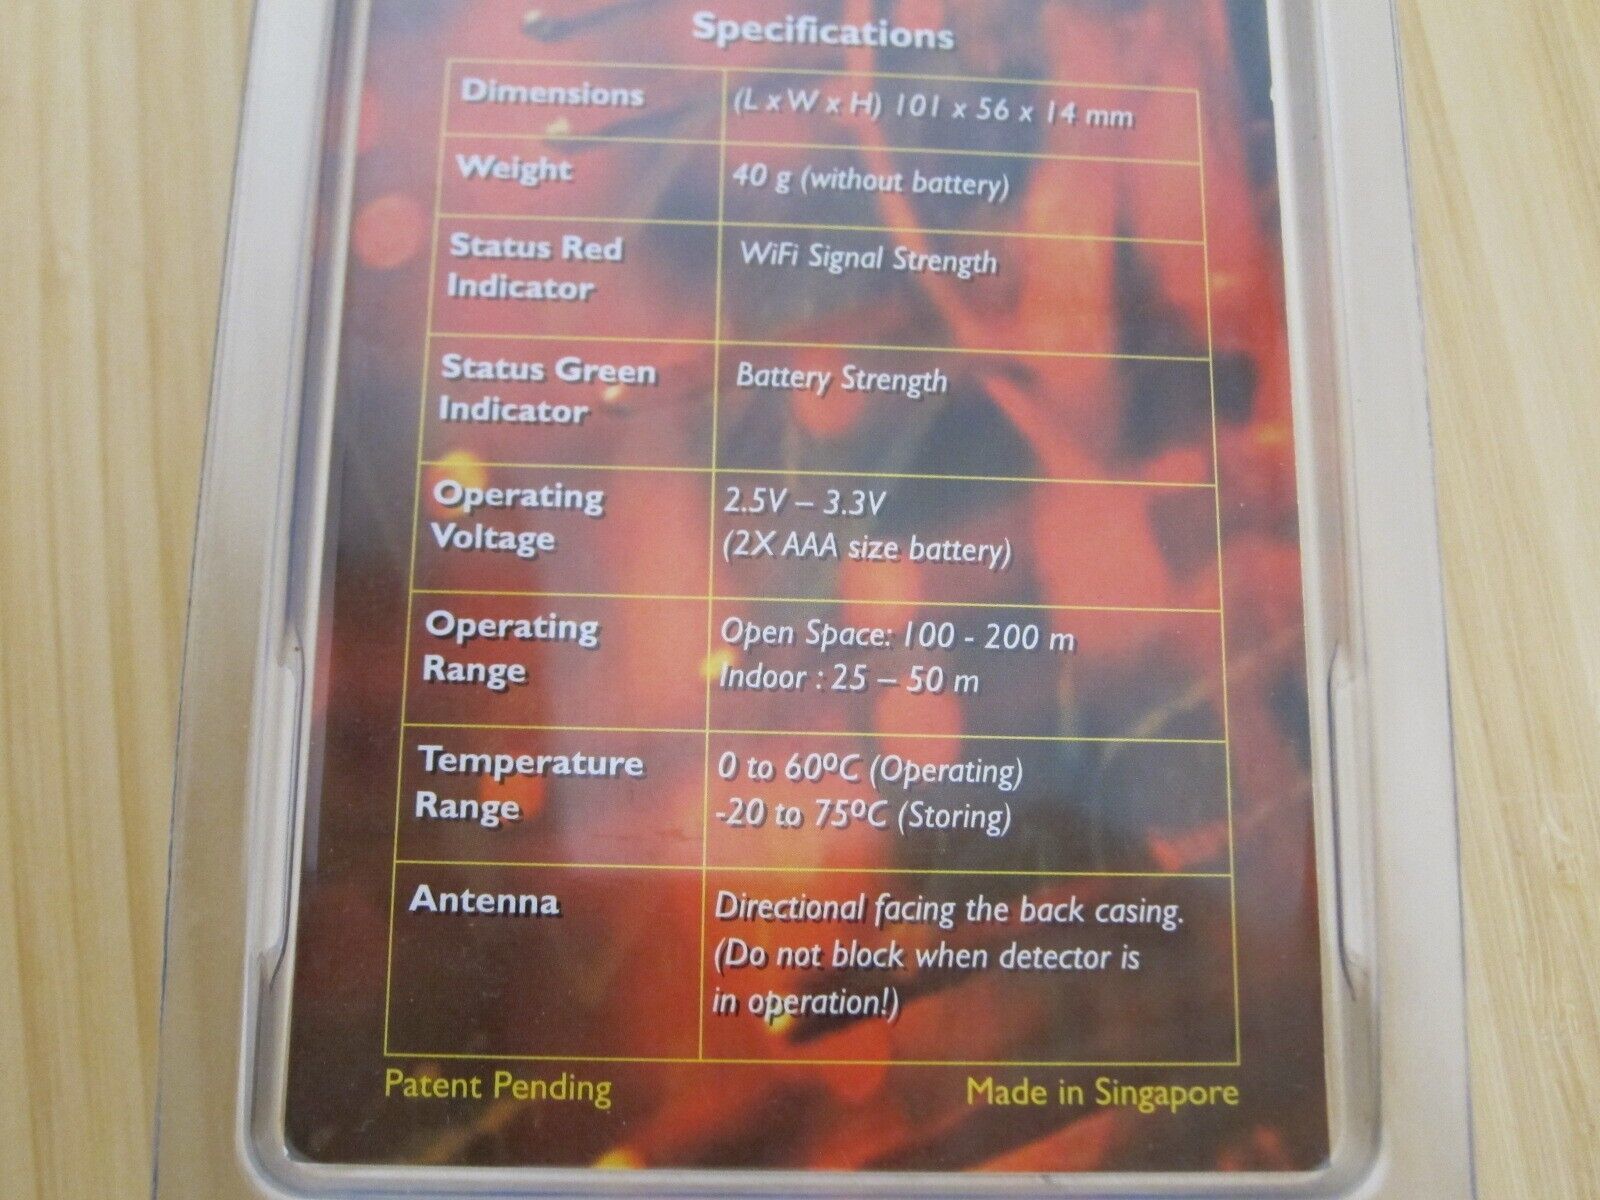 Specifications
Dimensions (L x W x H) 101 x 56 x 14 mm
Weight 40 g (without battery)
Status Red WiFi Signal Strength
Indicator
Status Green Battery Strength
Indicator
Operating 2.5V – 3.3V
Voltage (2X AAA size battery)
Operating Open Space: 100 - 200 m
Range Indoor : 25 – 50 m
Temperature 0 to 60ºC (Operating)
Range -20 to 75ºC (Storing)
Antenna Directional facing the back casing.
(Do not block when detector is
in operation!)
Patent Pending Made in Singapore